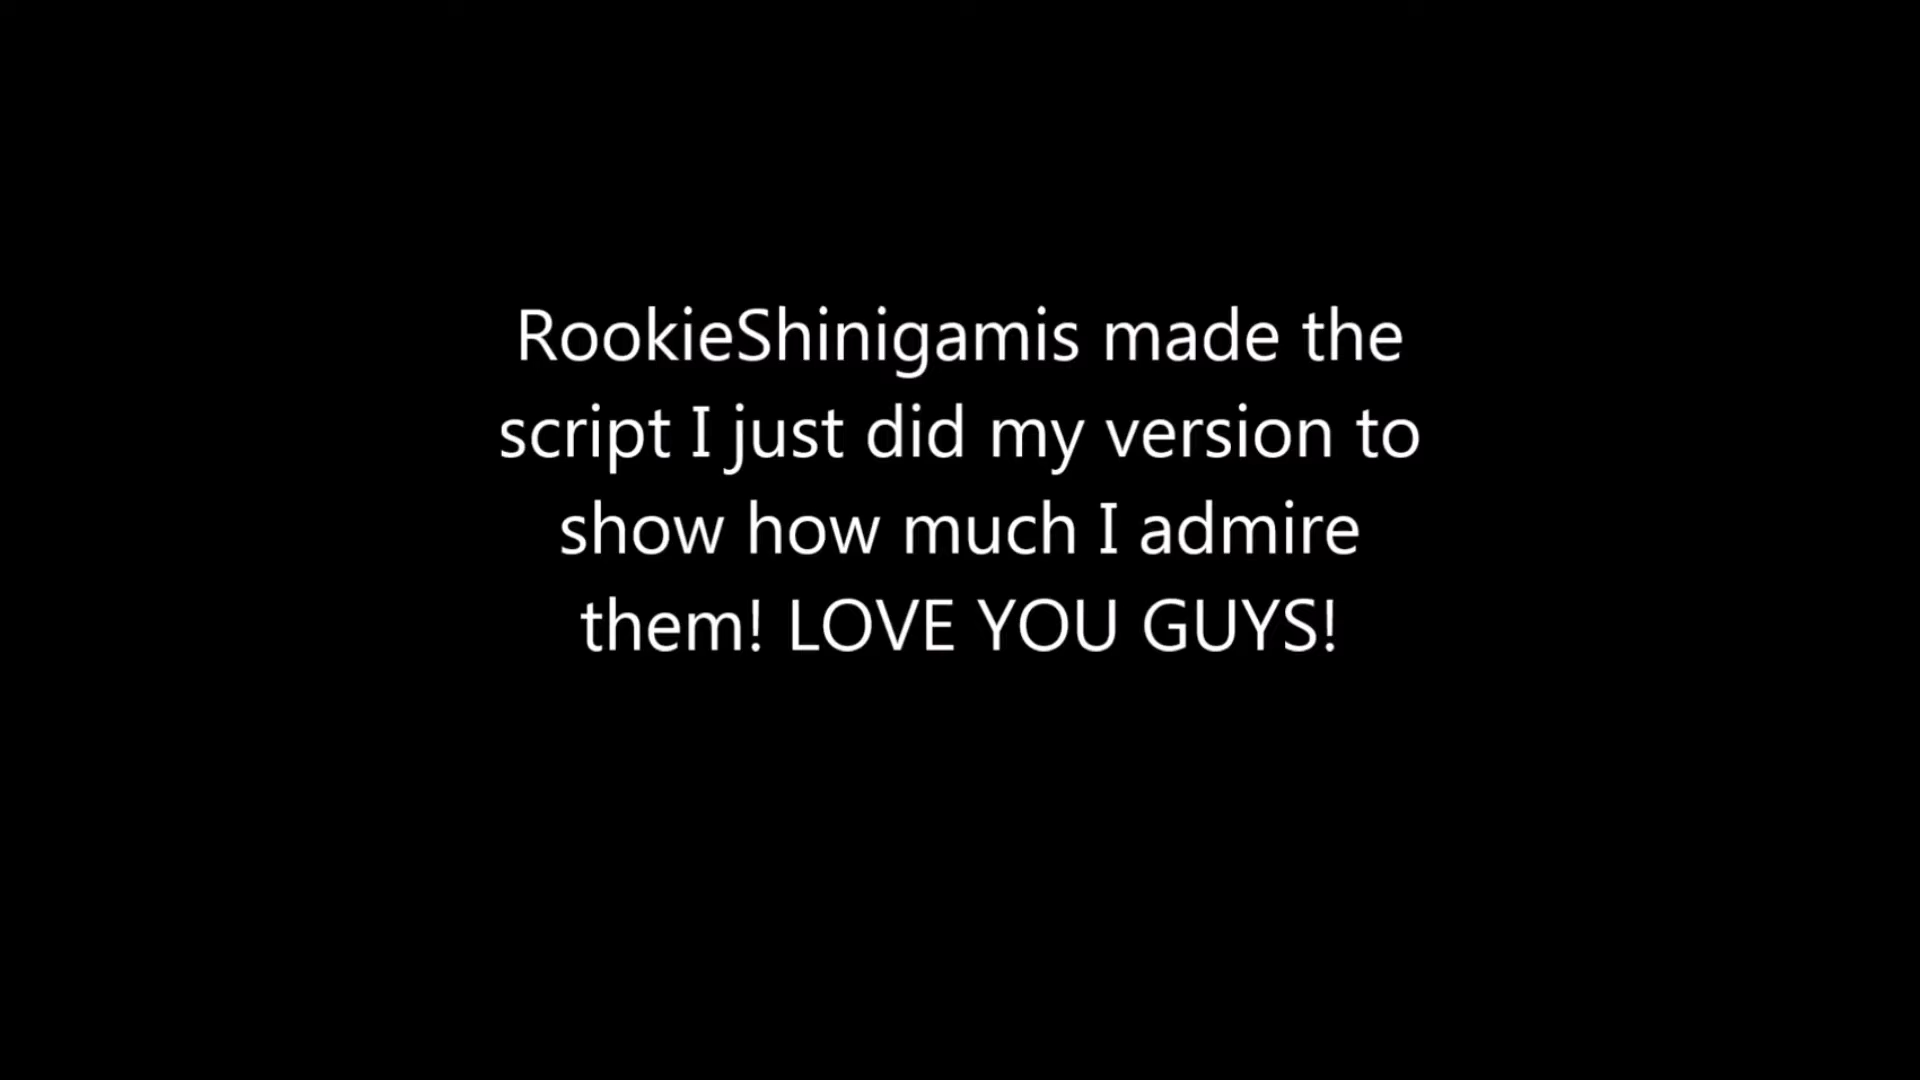 RookieShinigamis made the
script I just did my version to
show how much I admire
them! LOVE YOU GUYS!